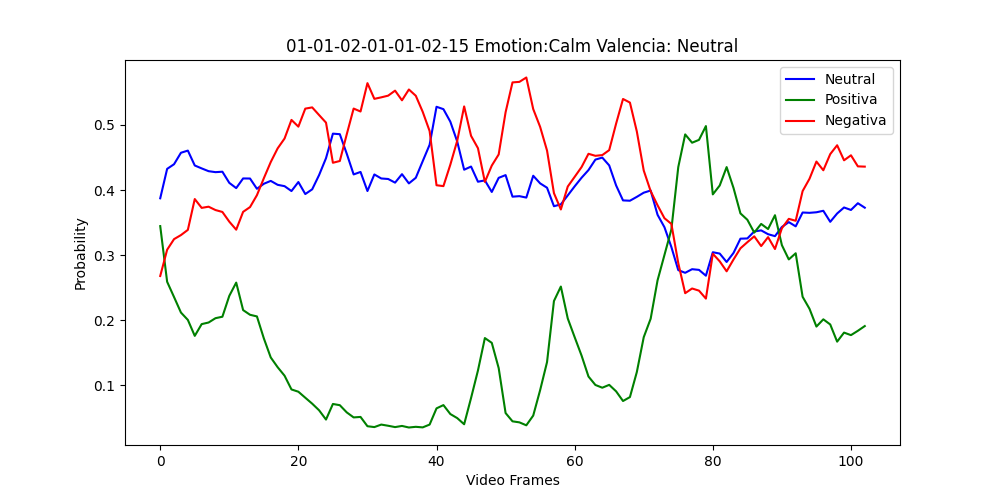 01-01-02-01-01-02-15 Emotion:Calm Valencia: Neutral
Neutral
Positiva
Negativa
Probability
0.5
0.4
0.3
0.2
0.1
0 20 40 60 80 100
Video Frames